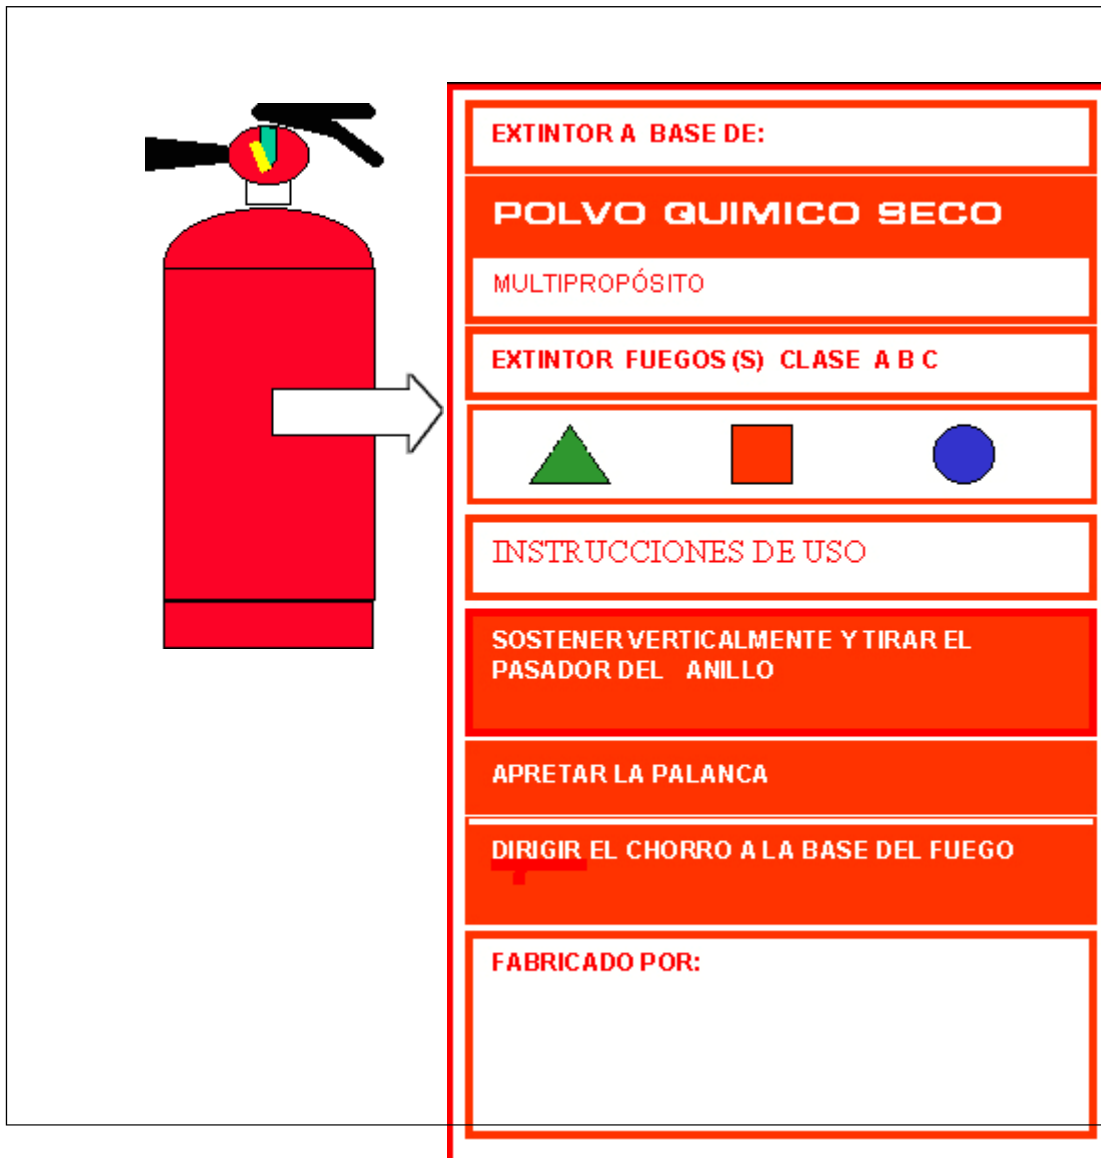 EXTINTOR A BASE DE:
POLVO QUIMICO SECO
MULTIPROPÓSITO
EXTINTOR FUEGOS (S) CLASE A B C
INSTRUCCIONES DE USO
SOSTENER VERTICALMENTE Y TIRAR EL
PASADOR DEL ANILLO
APRETAR LA PALANCA
DIRIGIR EL CHORRO A LA BASE DEL FUEGO
FABRICADO POR: